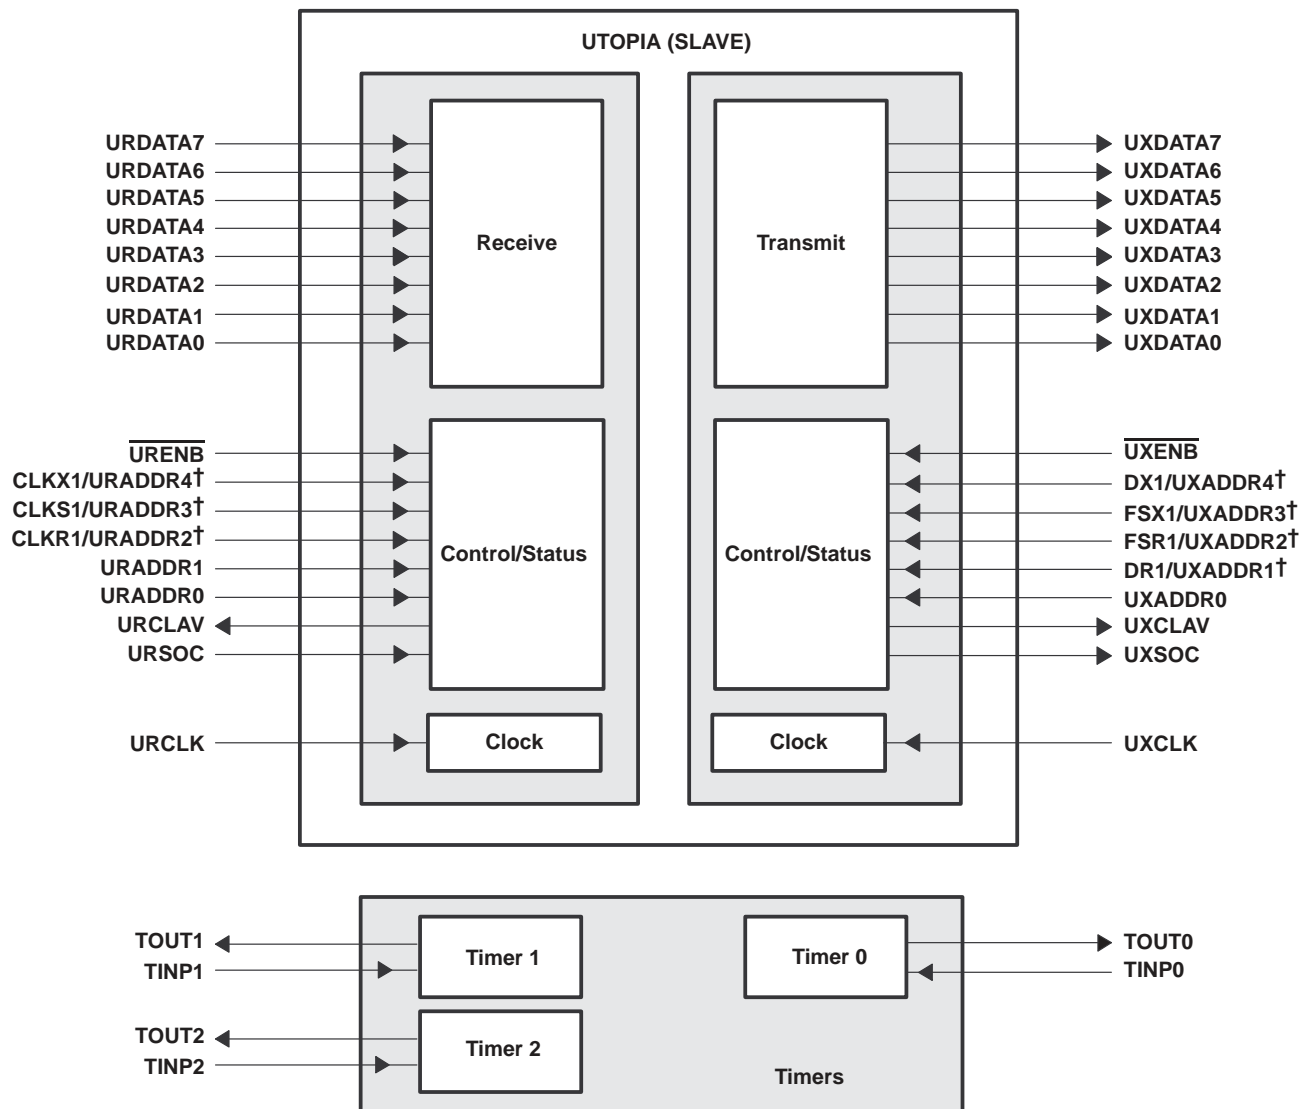 UTOPIA (SLAVE)
URDATA7
URDATA6
URDATA5
URDATA4
URDATA3
URDATA2
URDATA1
URDATA0
Receive
Transmit
UXDATA7
UXDATA6
UXDATA5
UXDATA4
UXDATA3
UXDATA2
UXDATA1
UXDATA0
URENB
CLKX1/URADDR4†
CLKS1/URADDR3†
CLKR1/URADDR2†
URADDR1
URADDR0
URCLAV
URSOC
Control/Status
Control/Status
UXENB
DX1/UXADDR4†
FSX1/UXADDR3†
FSR1/UXADDR2†
DR1/UXADDR1†
UXADDR0
UXCLAV
UXSOC
URCLK
Clock
Clock
UXCLK
TOUT1
TINP1
Timer 1
Timer 0
TOUT0
TINP0
TOUT2
TINP2
Timer 2
Timers